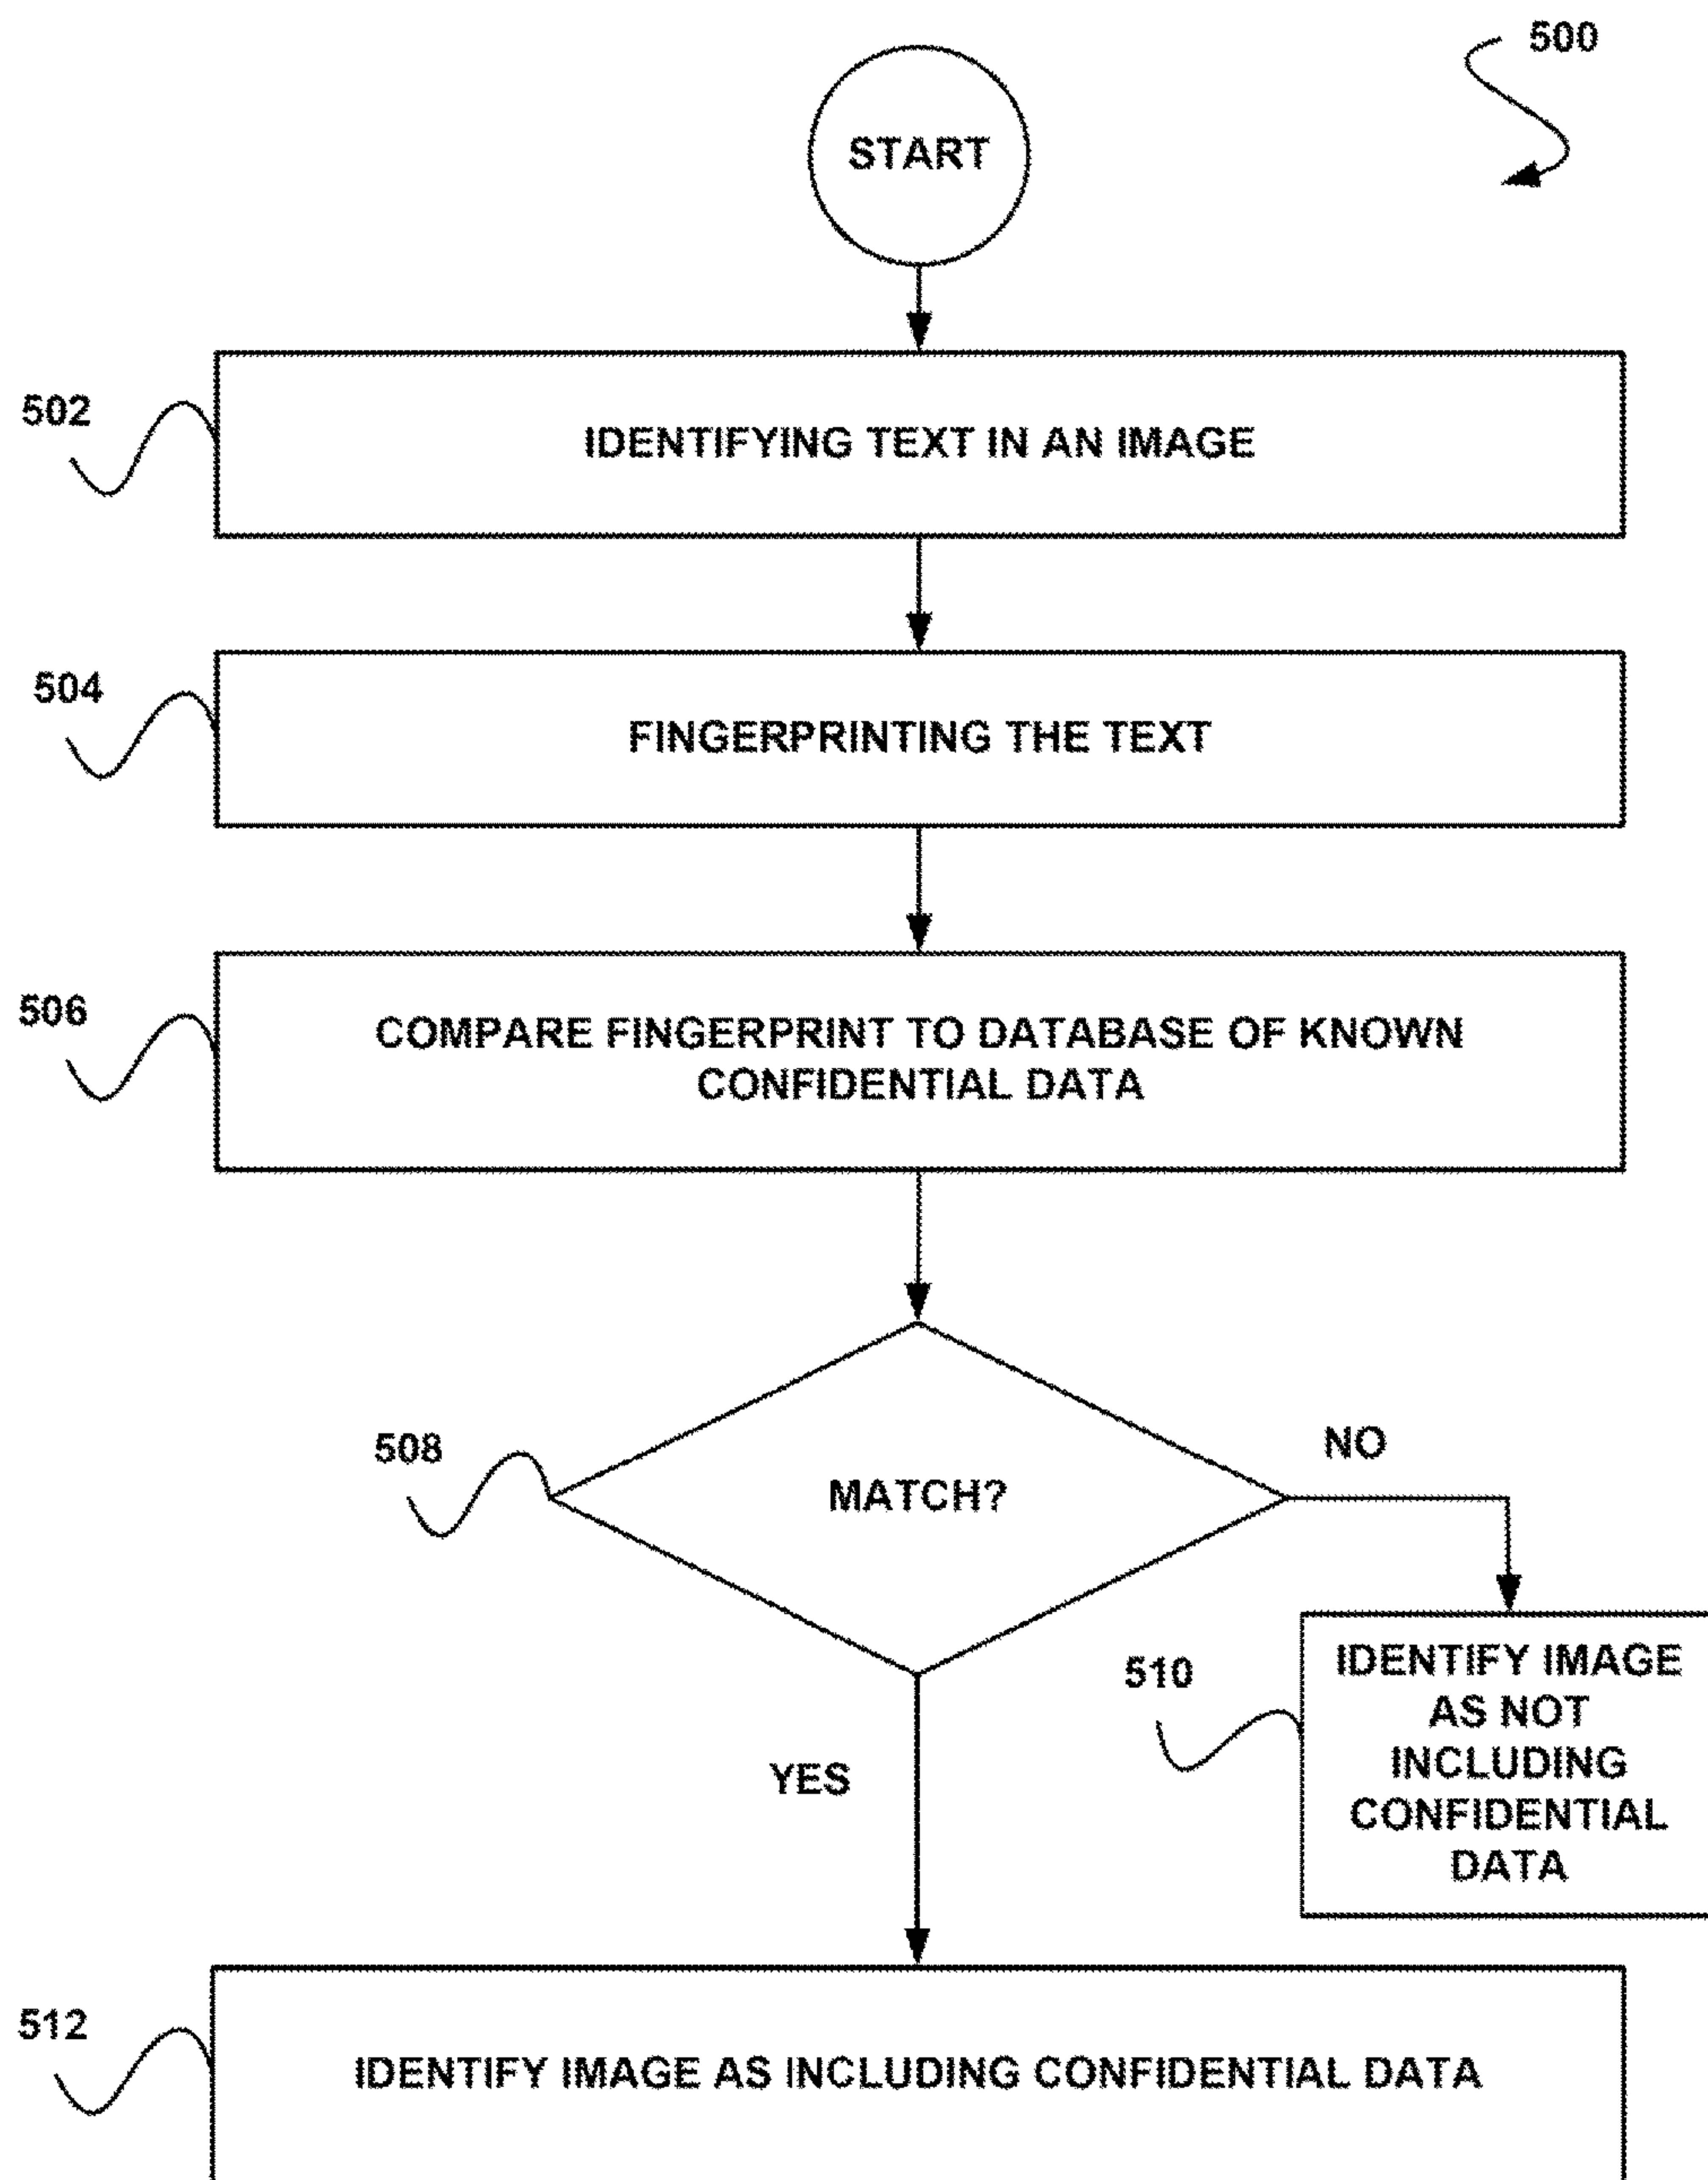 500
START
502
IDENTIFYING TEXT IN AN IMAGE
504
FINGERPRINTING THE TEXT
506
COMPARE FINGERPRINT TO DATABASE OF KNOWN
CONFIDENTIAL DATA
508
MATCH?
NO
510
IDENTIFY IMAGE
AS NOT
INCLUDING
CONFIDENTIAL
DATA
YES
512
IDENTIFY IMAGE AS INCLUDING CONFIDENTIAL DATA